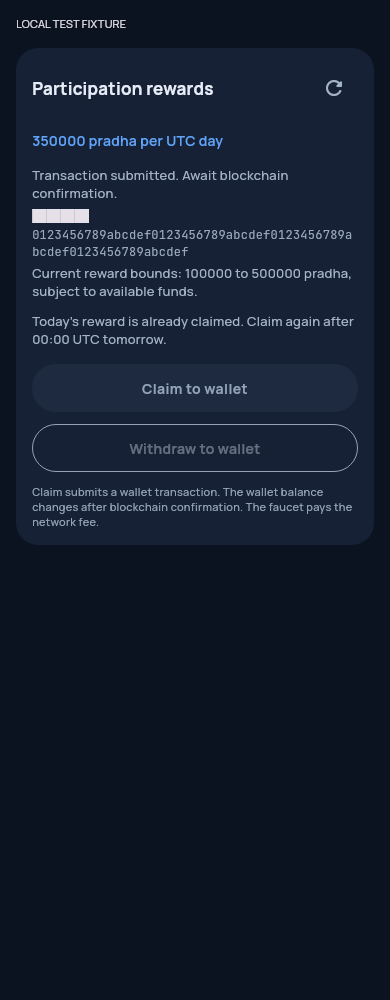 LOCAL TEST FIXTURE
Participation rewards
350000 pradha per UTC day
Transaction submitted. Await blockchain
confirmation.
0123456789abcdef0123456789abcdef0123456789a
bcdef0123456789abcdef
Current reward bounds: 100000 to 500000 pradha,
subject to available funds.
Today's reward is already claimed. Claim again after
00:00 UTC tomorrow.
Claim to wallet
Withdraw to wallet
Claim submits a wallet transaction. The wallet balance
changes after blockchain confirmation. The faucet pays the
network fee.